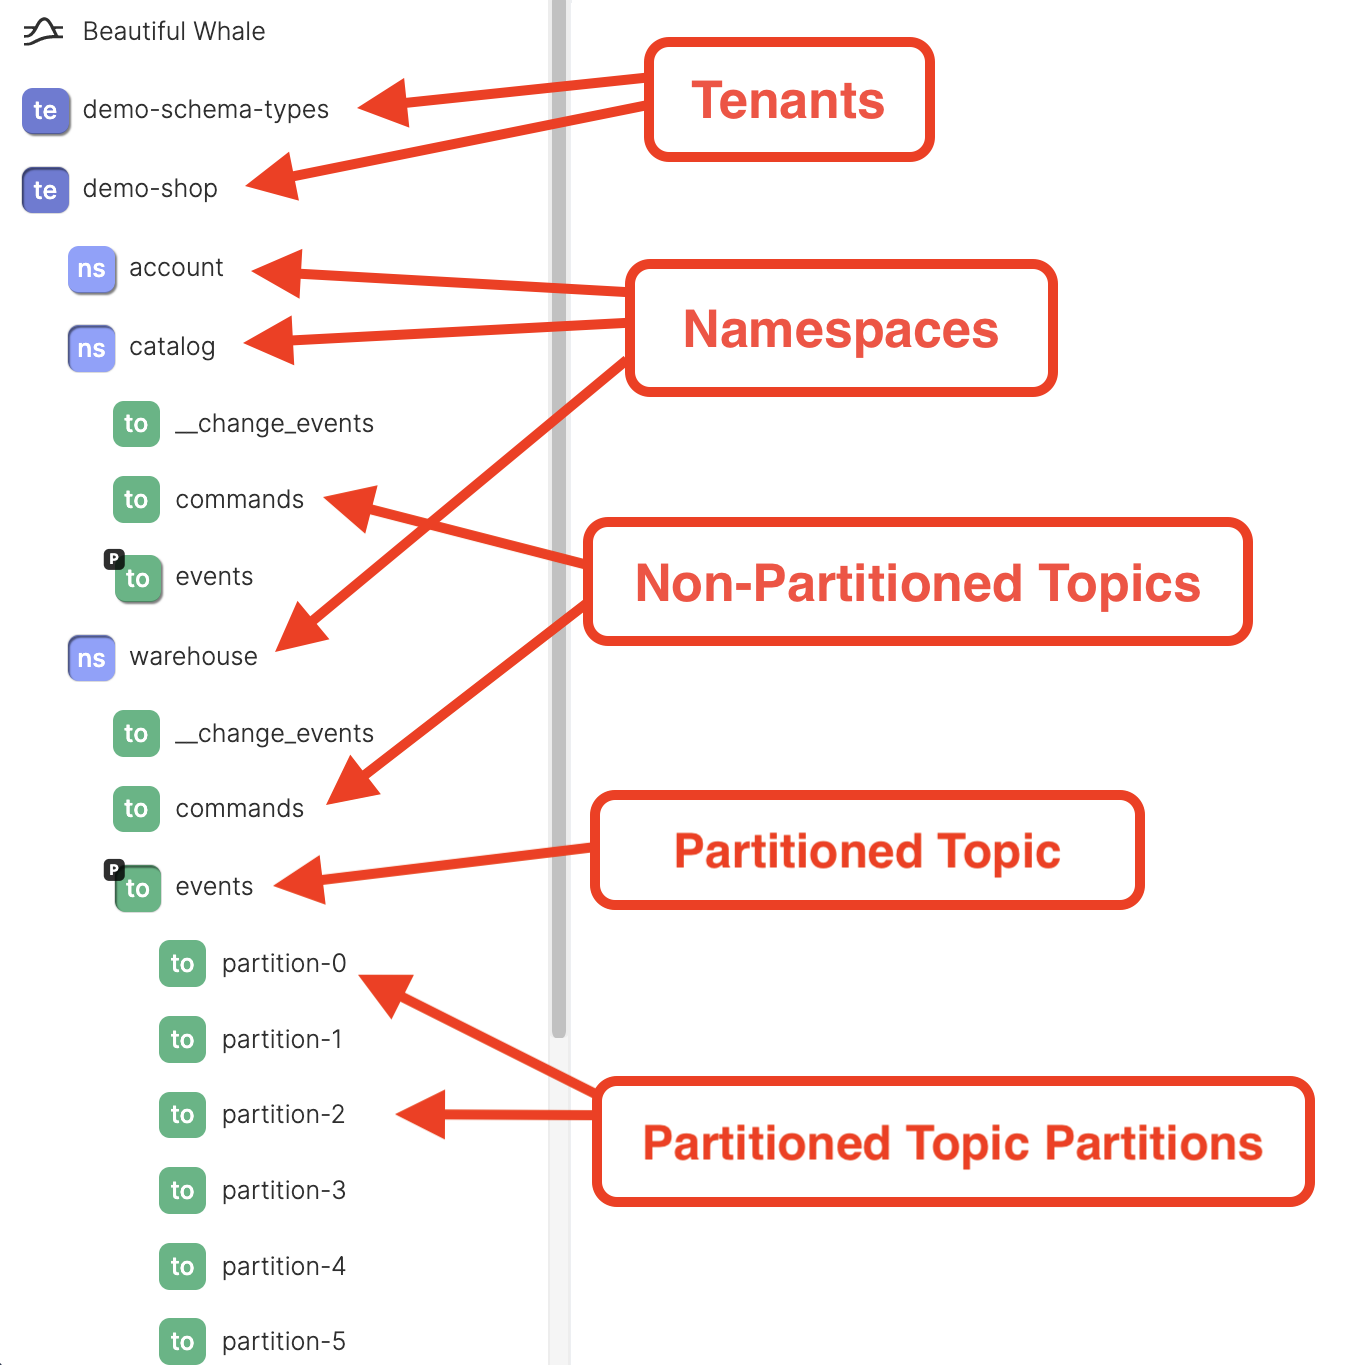 Beautiful Whale
te demo-schema-types
Tenants
te demo-shop
ns account
Namespaces
ns catalog
to __change_events
to commands
P
to events
Non-Partitioned Topics
ns warehouse
to __change_events
to commands
Partitioned Topic
P
to events
to partition-0
to partition-1
to partition-2
Partitioned Topic Partitions
to partition-3
to partition-4
to partition-5